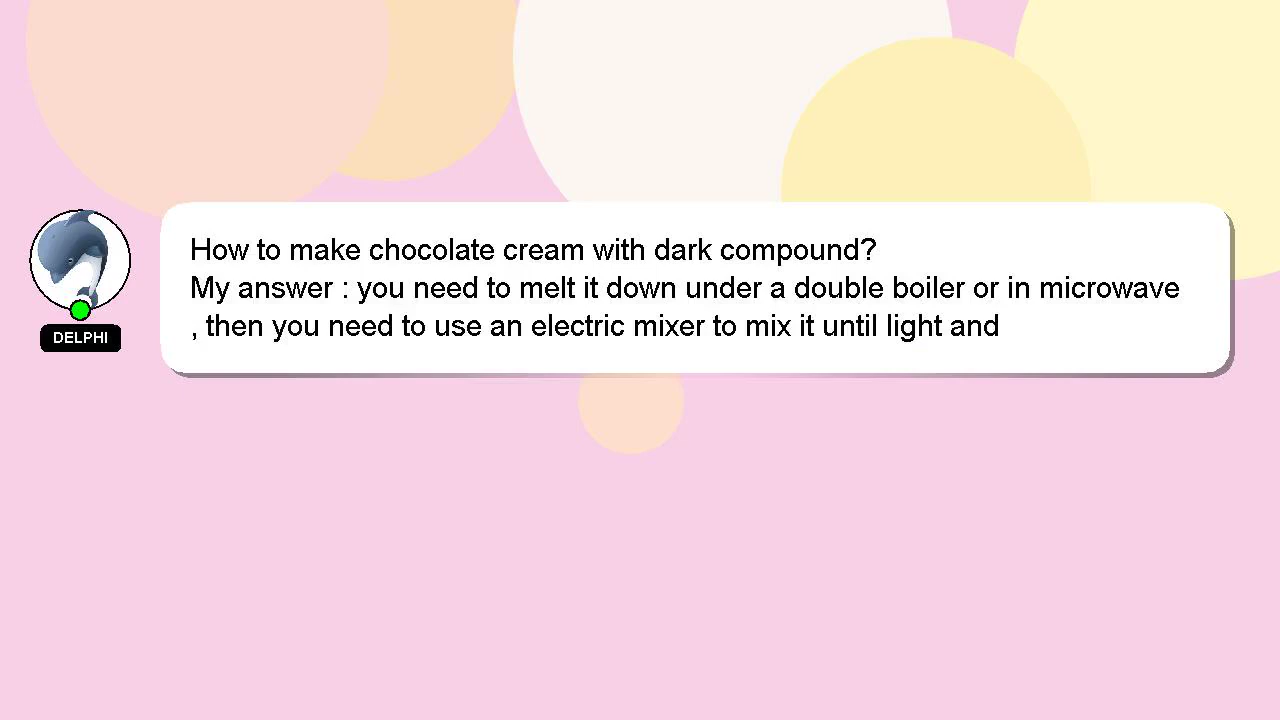 How to make chocolate cream with dark compound?
My answer : you need to melt it down under a double boiler or in microwave
, then you need to use an electric mixer to mix it until light and
DELPHI